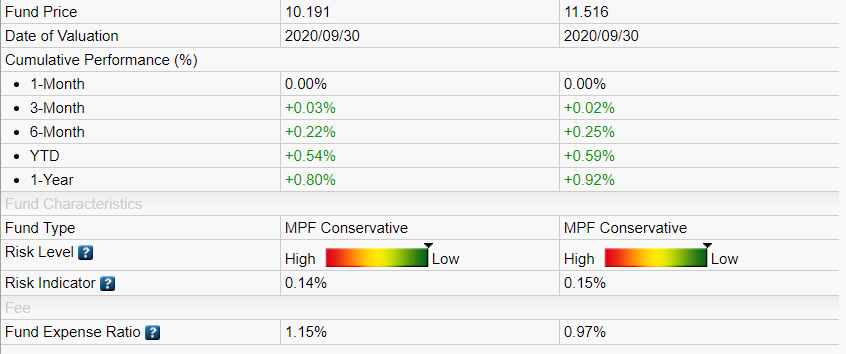 Fund Price 10.191 11.516
Date of Valuation 2020/09/30 2020/09/30
Cumulative Performance (%)
• 1-Month 0.00% 0.00%
• 3-Month +0.03% +0.02%
• 6-Month +0.22% +0.25%
• YTD +0.54% +0.59%
• 1-Year +0.80% +0.92%
Fund Characteristics
Fund Type MPF Conservative MPF Conservative
Risk Level ? High Low High Low
Risk Indicator ? 0.14% 0.15%
Fee
Fund Expense Ratio ? 1.15% 0.97%